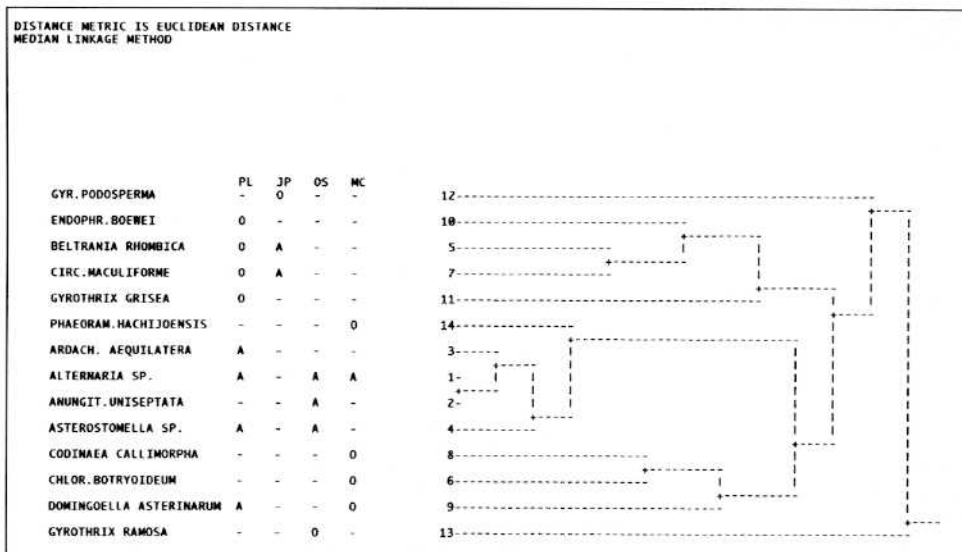 DISTANCE METRIC IS EUCLIDEAN DISTANCE
MEDIAN LINKAGE METHOD
PL JP OS MC
GYR.PODOSPERMA - O - - 12
ENDOPHR.BOEWEI O - - - 10
BELTRANIA RHOMBICA O A - - 5
CIRC.MACULIFORME O A - - 7
GYROTHRIX GRISEA O - - - 11
PHAEORAM.HACHIJOENSIS - - - O 14
ARDACH. AEQUILATERA A - - - 3
ALTERNARIA SP. A - A A 1
ANUNGIT.UNISEPTATA - - A - 2
ASTEROSTOMELLA SP. A - A - 4
CODINAEA CALLIMORPHA - - - O 8
CHLOR.BOTRYOIDEUM - - - O 6
DOMINGOELLA ASTERINARUM A - - O 9
GYROTHRIX RAMOSA - - O - 13